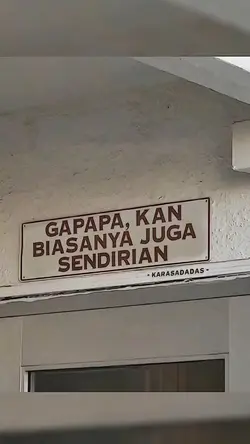 GAPAPA, KAN
BIASANYA JUGA
SENDIRIAN
- KARASADADAS -